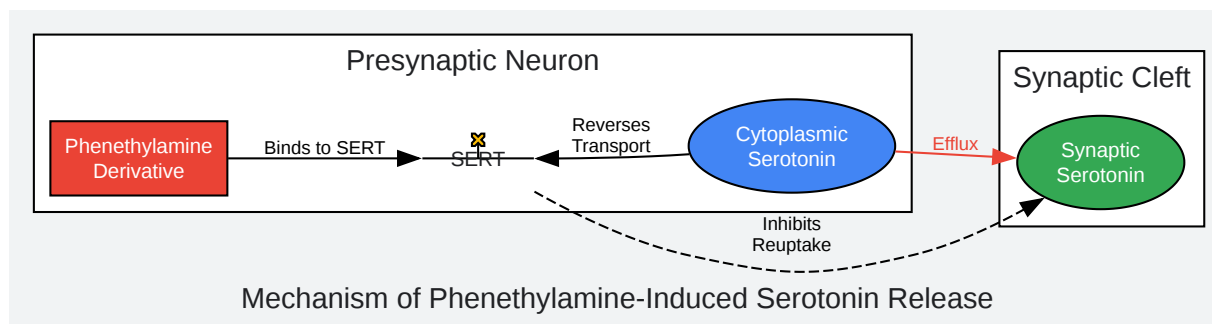 Presynaptic Neuron
Synaptic Cleft
Phenethylamine
Derivative
Binds to SERT
SERT
Reverses
Transport
Cytoplasmic
Serotonin
Efflux
Synaptic
Serotonin
Inhibits
Reuptake
Mechanism of Phenethylamine-Induced Serotonin Release